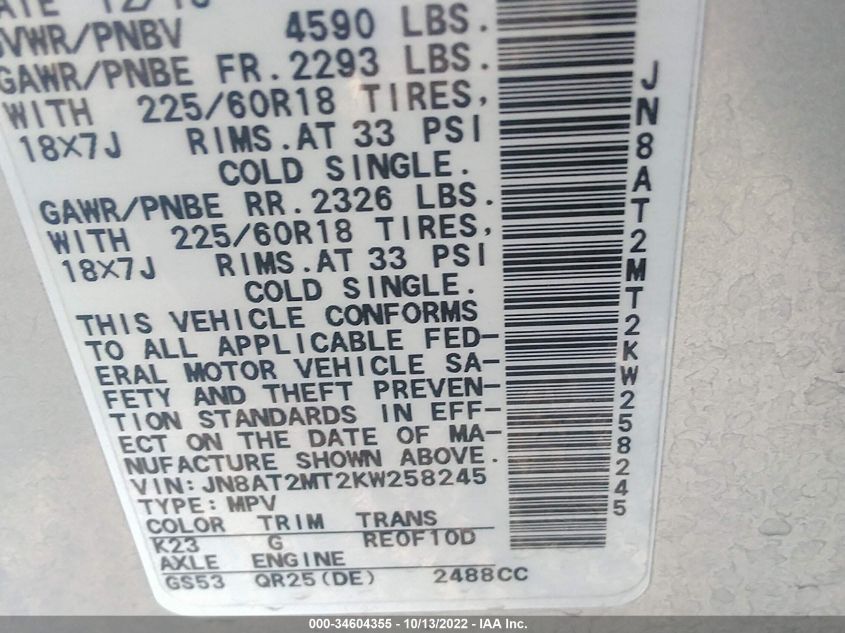 12/18
GVWR/PNBV 4590 LBS.
GAWR/PNBE FR. 2293 LBS.
WITH 225/60R18 TIRES,
18X7J RIMS. AT 33 PSI
COLD SINGLE.
GAWR/PNBE RR. 2326 LBS.
WITH 225/60R18 TIRES,
18X7J RIMS. AT 33 PSI
COLD SINGLE.
THIS VEHICLE CONFORMS
TO ALL APPLICABLE FED-
ERAL MOTOR VEHICLE SA-
FETY AND THEFT PREVEN-
TION STANDARDS IN EFF-
ECT ON THE DATE OF MA-
NUFACTURE SHOWN ABOVE.
VIN: JN8AT2MT2KW258245
TYPE: MPV
COLOR TRIM TRANS
K23 G RE0F10D
AXLE ENGINE
GS53 QR25(DE) 2488CC
JN8AT2MT2KW258245
000-34604355 - 10/13/2022 - IAA Inc.